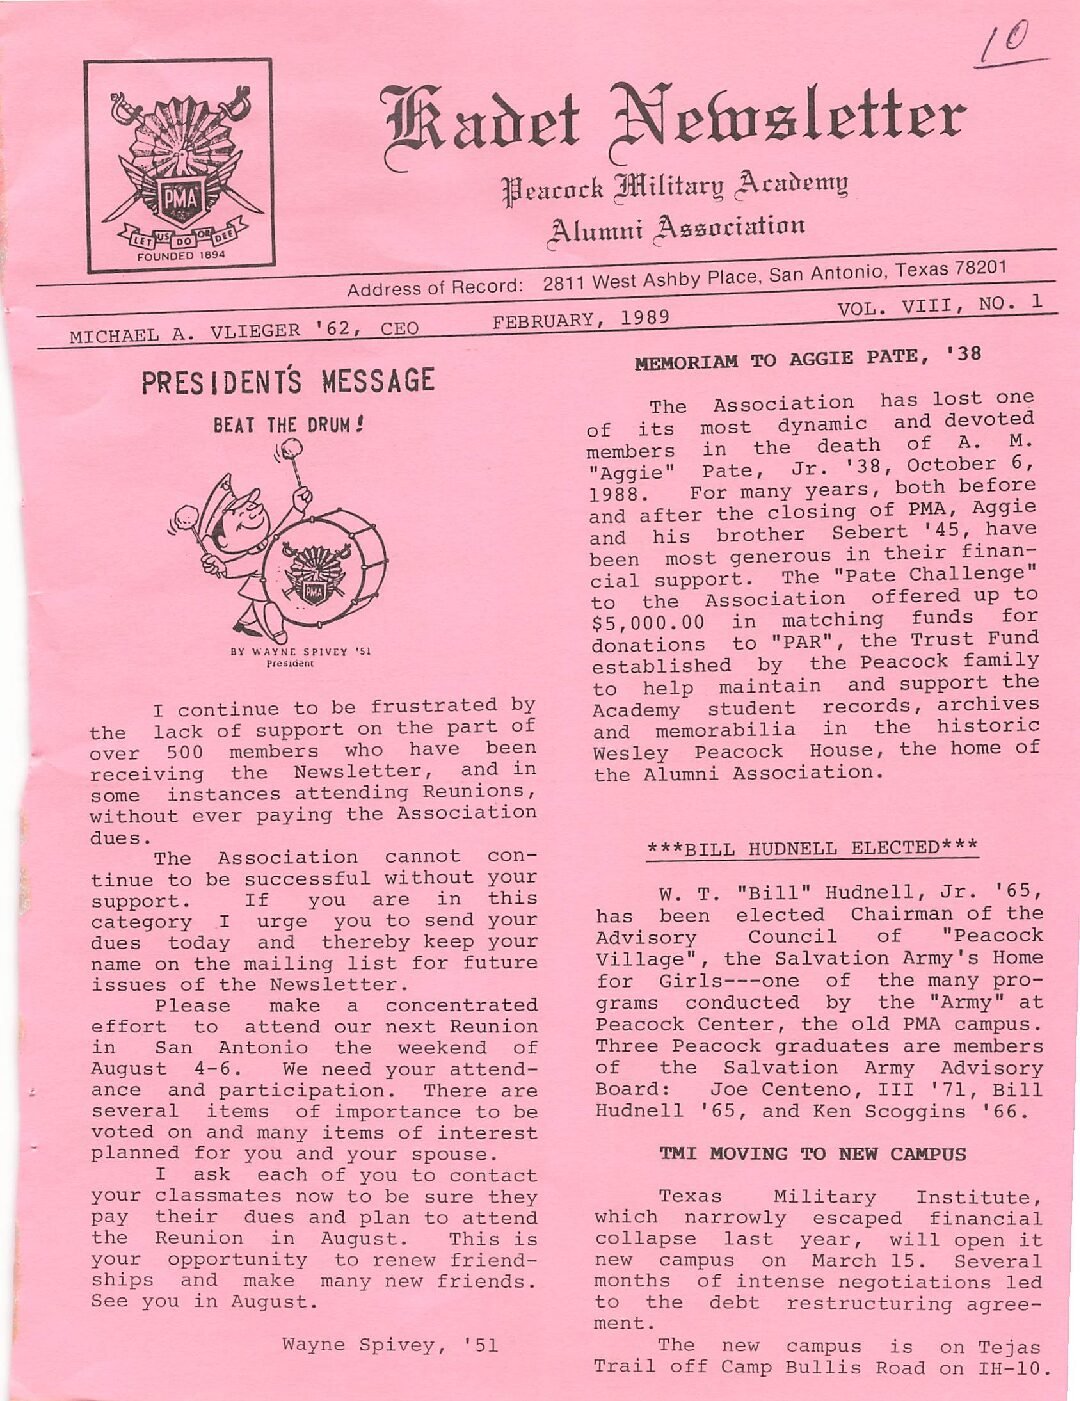 10
Kadet Newsletter
Peacock Military Academy
Alumni Association
PMA
LET US DO OR DEE
FOUNDED 1894
Address of Record: 2811 West Ashby Place, San Antonio, Texas 78201
MICHAEL A. VLIEGER '62, CEO FEBRUARY, 1989 VOL. VIII, NO. 1
PRESIDENT'S MESSAGE
BEAT THE DRUM!
PMA
BY WAYNE SPIVEY '51
President
I continue to be frustrated by
the lack of support on the part of
over 500 members who have been
receiving the Newsletter, and in
some instances attending Reunions,
without ever paying the Association
dues.
The Association cannot con-
tinue to be successful without your
support. If you are in this
category I urge you to send your
dues today and thereby keep your
name on the mailing list for future
issues of the Newsletter.
Please make a concentrated
effort to attend our next Reunion
in San Antonio the weekend of
August 4-6. We need your attend-
ance and participation. There are
several items of importance to be
voted on and many items of interest
planned for you and your spouse.
I ask each of you to contact
your classmates now to be sure they
pay their dues and plan to attend
the Reunion in August. This is
your opportunity to renew friend-
ships and make many new friends.
See you in August.
Wayne Spivey, '51
MEMORIAM TO AGGIE PATE, '38
The Association has lost one
of its most dynamic and devoted
members in the death of A. M.
"Aggie" Pate, Jr. '38, October 6,
1988. For many years, both before
and after the closing of PMA, Aggie
and his brother Sebert '45, have
been most generous in their finan-
cial support. The "Pate Challenge"
to the Association offered up to
$5,000.00 in matching funds for
donations to "PAR", the Trust Fund
established by the Peacock family
to help maintain and support the
Academy student records, archives
and memorabilia in the historic
Wesley Peacock House, the home of
the Alumni Association.
***BILL HUDNELL ELECTED***
W. T. "Bill" Hudnell, Jr. '65,
has been elected Chairman of the
Advisory Council of "Peacock
Village", the Salvation Army's Home
for Girls---one of the many pro-
grams conducted by the "Army" at
Peacock Center, the old PMA campus.
Three Peacock graduates are members
of the Salvation Army Advisory
Board: Joe Centeno, III '71, Bill
Hudnell '65, and Ken Scoggins '66.
TMI MOVING TO NEW CAMPUS
Texas Military Institute,
which narrowly escaped financial
collapse last year, will open it
new campus on March 15. Several
months of intense negotiations led
to the debt restructuring agree-
ment.
The new campus is on Tejas
Trail off Camp Bullis Road on IH-10.